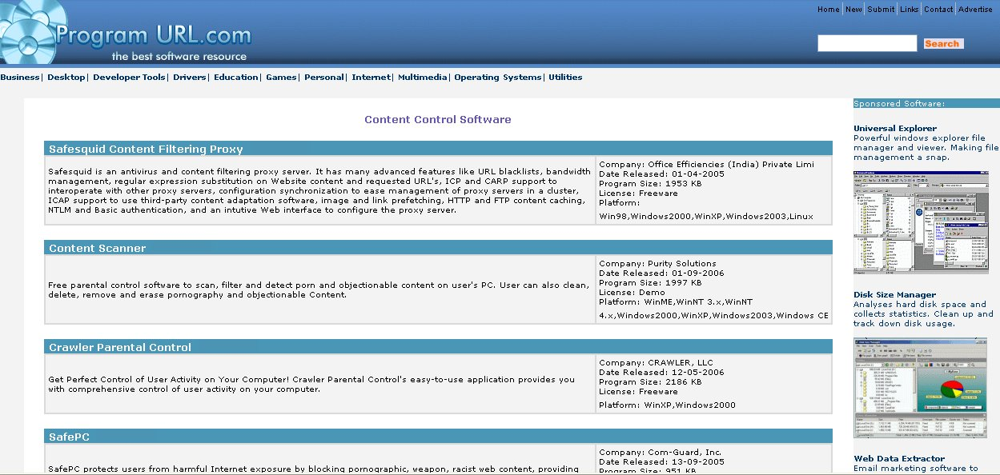 Home | New | Submit | Links | Contact | Advertise
Program URL.com
the best software resource
Search
Business| Desktop| Developer Tools| Drivers| Education| Games| Personal| Internet| Multimedia| Operating Systems| Utilities
Content Control Software
Safesquid Content Filtering Proxy
Safesquid is an antivirus and content filtering proxy server. It has many advanced features like URL blacklists, bandwidth
management, regular expression substitution on Website content and requested URL's, ICP and CARP support to
interoperate with other proxy servers, configuration synchronization to ease management of proxy servers in a cluster,
ICAP support to use third-party content adaptation software, image and link prefetching, HTTP and FTP content caching,
NTLM and Basic authentication, and an intutive Web interface to configure the proxy server.
Company: Office Efficiencies (India) Private Limi
Date Released: 01-04-2005
Program Size: 1953 KB
License: Freeware
Platform:
Win98,Windows2000,WinXP,Windows2003,Linux
Content Scanner
Free parental control software to scan, filter and detect porn and objectionable content on user's PC. User can also clean,
delete, remove and erase pornography and objectionable Content.
Company: Purity Solutions
Date Released: 01-09-2006
Program Size: 1997 KB
License: Demo
Platform: WinME,WinNT 3.x,WinNT
4.x,Windows2000,WinXP,Windows2003,Windows CE
Crawler Parental Control
Get Perfect Control of User Activity on Your Computer! Crawler Parental Control's easy-to-use application provides you
with comprehensive control of user activity on your computer.
Company: CRAWLER, LLC
Date Released: 12-05-2006
Program Size: 2186 KB
License: Freeware
Platform: WinXP,Windows2000
SafePC
SafePC protects users from harmful Internet exposure by blocking pornographic, weapon, racist web content, providing
Company: Com-Guard, Inc.
Date Released: 13-09-2005
Program Size: 951 KB
Sponsored Software:
Universal Explorer
Powerful windows explorer file
manager and viewer. Making file
management a snap.
Disk Size Manager
Analyses hard disk space and
collects statistics. Clean up and
track down disk usage.
Web Data Extractor
Email marketing software to